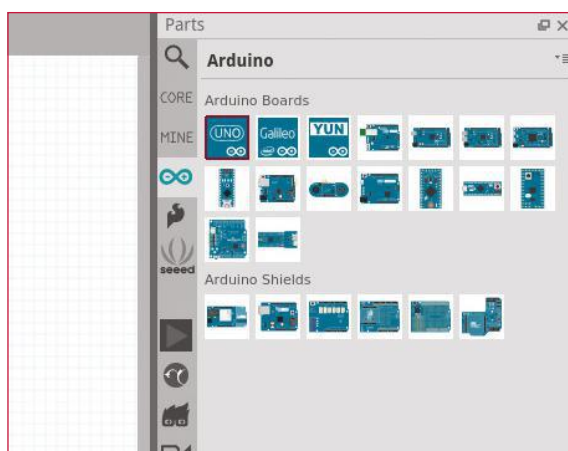 Parts
Arduino
CORE
Arduino Boards
MINE
UNO
Galileo
YUN
seeed
Arduino Shields